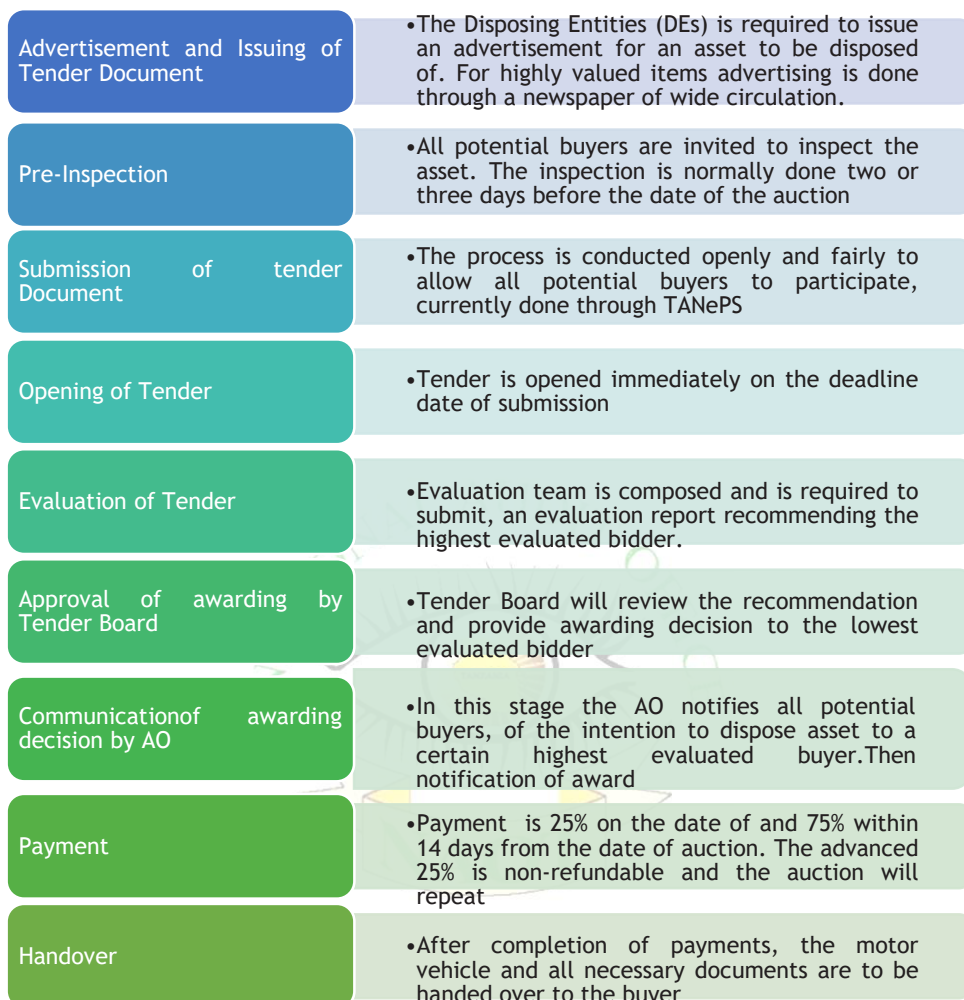 Advertisement and Issuing of
Tender Document
•The Disposing Entities (DEs) is required to issue
an advertisement for an asset to be disposed
of. For highly valued items advertising is done
through a newspaper of wide circulation.
Pre-Inspection
•All potential buyers are invited to inspect the
asset. The inspection is normally done two or
three days before the date of the auction
Submission of tender
Document
•The process is conducted openly and fairly to
allow all potential buyers to participate,
currently done through TANePS
Opening of Tender
•Tender is opened immediately on the deadline
date of submission
Evaluation of Tender
•Evaluation team is composed and is required to
submit, an evaluation report recommending the
highest evaluated bidder.
Approval of awarding by
Tender Board
•Tender Board will review the recommendation
and provide awarding decision to the lowest
evaluated bidder
Communicationof awarding
decision by AO
•In this stage the AO notifies all potential
buyers, of the intention to dispose asset to a
certain highest evaluated buyer.Then
notification of award
Payment
•Payment is 25% on the date of and 75% within
14 days from the date of auction. The advanced
25% is non-refundable and the auction will
repeat
Handover
•After completion of payments, the motor
vehicle and all necessary documents are to be
handed over to the buyer